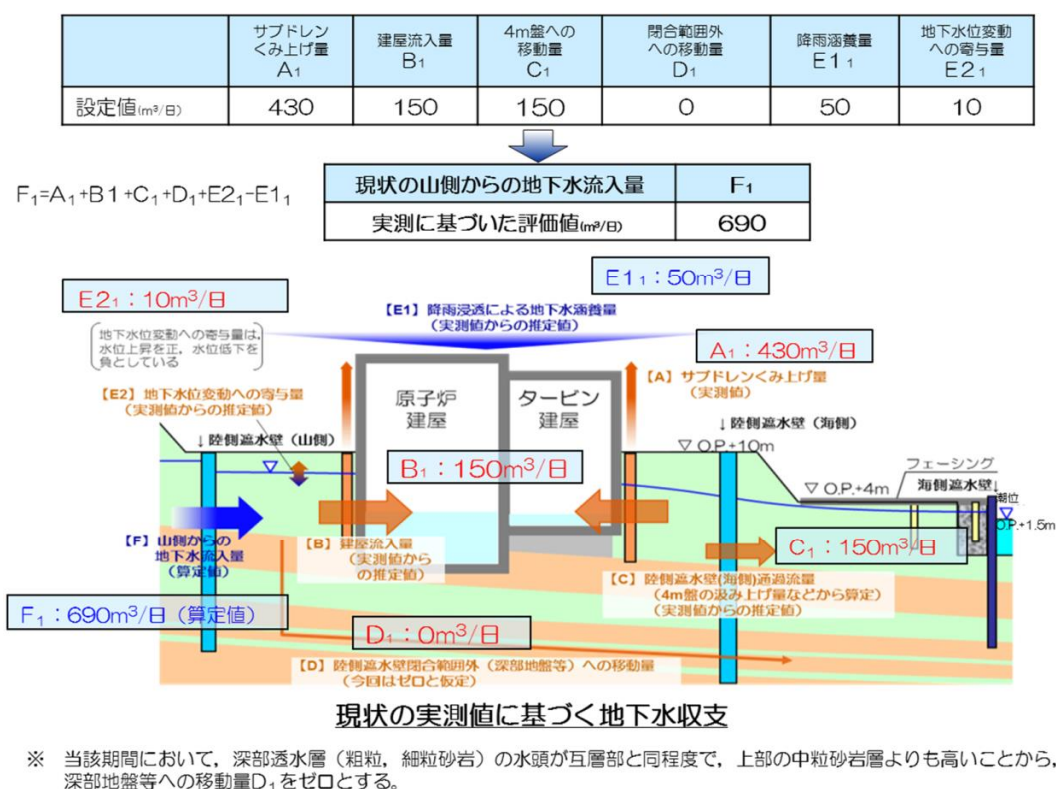 サブドレン
くみ上げ量
A₁
建屋流入量
B₁
4m盤への
移動量
C₁
閉合範囲外
への移動量
D₁
降雨涵養量
E1₁
地下水位変動
への寄与量
E2₁
設定値(m³/日) 430 150 150 0 50 10
F₁=A₁+B1+C₁+D₁+E2₁-E1₁
現状の山側からの地下水流入量 F₁
実測に基づいた評価値(m³/日) 690
E1₁：50m³/日
E2₁：10m³/日
【E1】降雨浸透による地下水涵養量
（実測値からの推定値）
地下水位変動への寄与量は、
水位上昇を正，水位低下を
負としている
A₁：430m³/日
【A】サブドレンくみ上げ量
（実測値）
【E2】地下水位変動への寄与量
（実測値からの推定値）
原子炉
建屋
タービン
建屋
↓陸側遮水壁（山側）
↓陸側遮水壁（海側）
▽ O.P.+10m
B₁：150m³/日
フェーシング
▽ O.P.+4m
海側遮水壁↓
潮位
O.P.+1.5m
【F】山側からの
地下水流入量
（算定値）
【B】建屋流入量
（実測値から
の推定値）
C₁：150m³/日
【C】陸側遮水壁(海側)通過流量
（4m盤の汲み上げ量などから算定）
（実測値からの推定値）
F₁：690m³/日（算定値）
D₁：0m³/日
【D】陸側遮水壁閉合範囲外（深部地盤等）への移動量
（今回はゼロと仮定）
現状の実測値に基づく地下水収支
※ 当該期間において，深部透水層（粗粒，細粒砂岩）の水頭が互層部と同程度で，上部の中粒砂岩層よりも高いことから，
深部地盤等への移動量D₁をゼロとする。